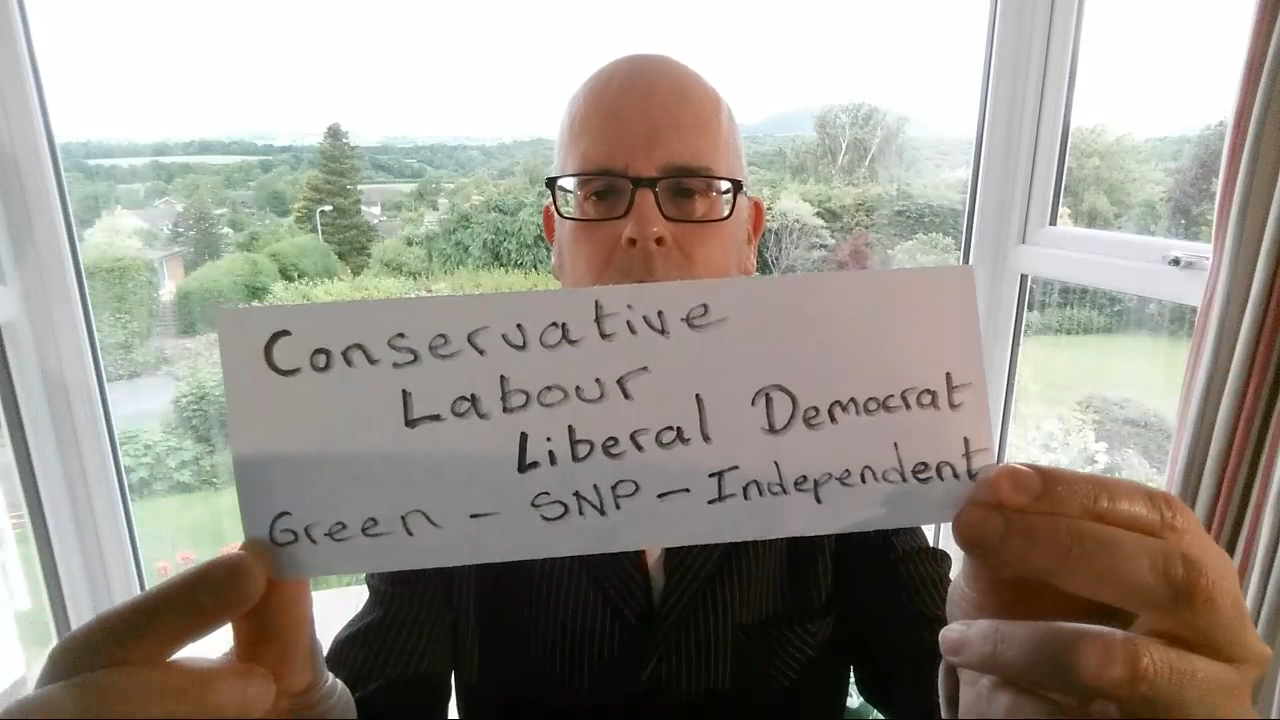 Conservative
Labour
Liberal Democrat
Green - SNP - Independent